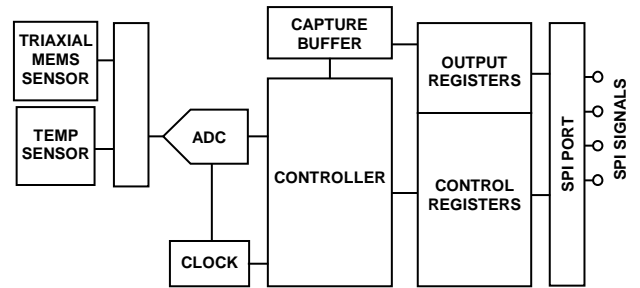 TRIAXIAL
MEMS
SENSOR
TEMP
SENSOR
ADC
CLOCK
CAPTURE
BUFFER
CONTROLLER
OUTPUT
REGISTERS
CONTROL
REGISTERS
SPI PORT
SPI SIGNALS